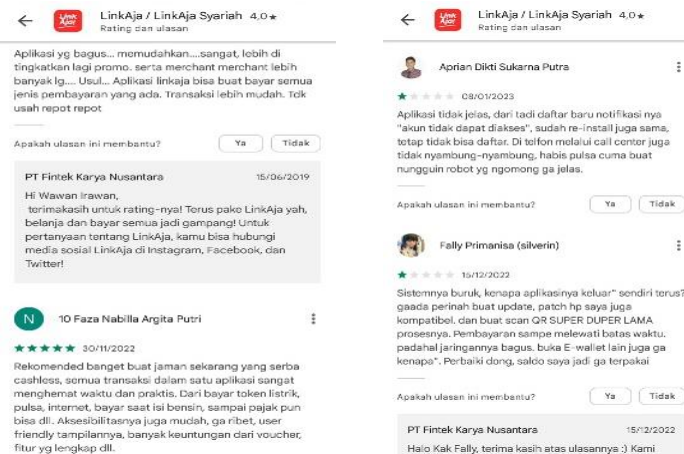 LinkAja / LinkAja Syariah 4,0★
Rating dan ulasan
Aplikasi yg bagus... memudahkan....sangat, lebih di
tingkatkan lagi promo. serta merchant merchant lebih
banyak lg.... Usul... Aplikasi linkaja bisa buat bayar semua
jenis pembayaran yang ada. Transaksi lebih mudah. Tdk
usah repot repot
Apakah ulasan ini membantu?
Ya
Tidak
PT Fintek Karya Nusantara 15/06/2019
Hi Wawan Irawan,
terimakasih untuk rating-nya! Terus pake LinkAja yah,
belanja dan bayar semua jadi gampang! Untuk
pertanyaan tentang LinkAja, kamu bisa hubungi
media sosial LinkAja di Instagram, Facebook, dan
Twitter!
N
10 Faza Nabilla Argita Putri
★★★★★ 30/11/2022
Rekomended banget buat jaman sekarang yang serba
cashless, semua transaksi dalam satu aplikasi sangat
menghemat waktu dan praktis. Dari bayar token listrik,
pulsa, internet, bayar saat isi bensin, sampai pajak pun
bisa dll. Aksesibilitasnya juga mudah, ga ribet, user
friendly tampilannya, banyak keuntungan dari voucher,
fitur yg lengkap dll.
LinkAja / LinkAja Syariah 4,0★
Rating dan ulasan
Aprian Dikti Sukarna Putra
★★★★★ 08/01/2023
Aplikasi tidak jelas, dari tadi daftar baru notifikasi nya
"akun tidak dapat diakses", sudah re-install juga sama,
tetap tidak bisa daftar. Di telfon melalui call center juga
tidak nyambung-nyambung, habis pulsa cuma buat
nungguin robot yg ngomong ga jelas.
Apakah ulasan ini membantu?
Ya
Tidak
Fally Primanisa (silverin)
★★★★★ 15/12/2022
Sistemnya buruk, kenapa aplikasinya keluar" sendiri terus?
gaada perinah buat update, patch hp saya juga
kompatibel. dan buat scan QR SUPER DUPER LAMA
prosesnya. Pembayaran sampe melewati batas waktu.
padahal jaringannya bagus. buka E-wallet lain juga ga
kenapa". Perbaiki dong, saldo saya jadi ga terpakai
Apakah ulasan ini membantu?
Ya
Tidak
PT Fintek Karya Nusantara 15/12/2022
Halo Kak Fally, terima kasih atas ulasannya :) Kami